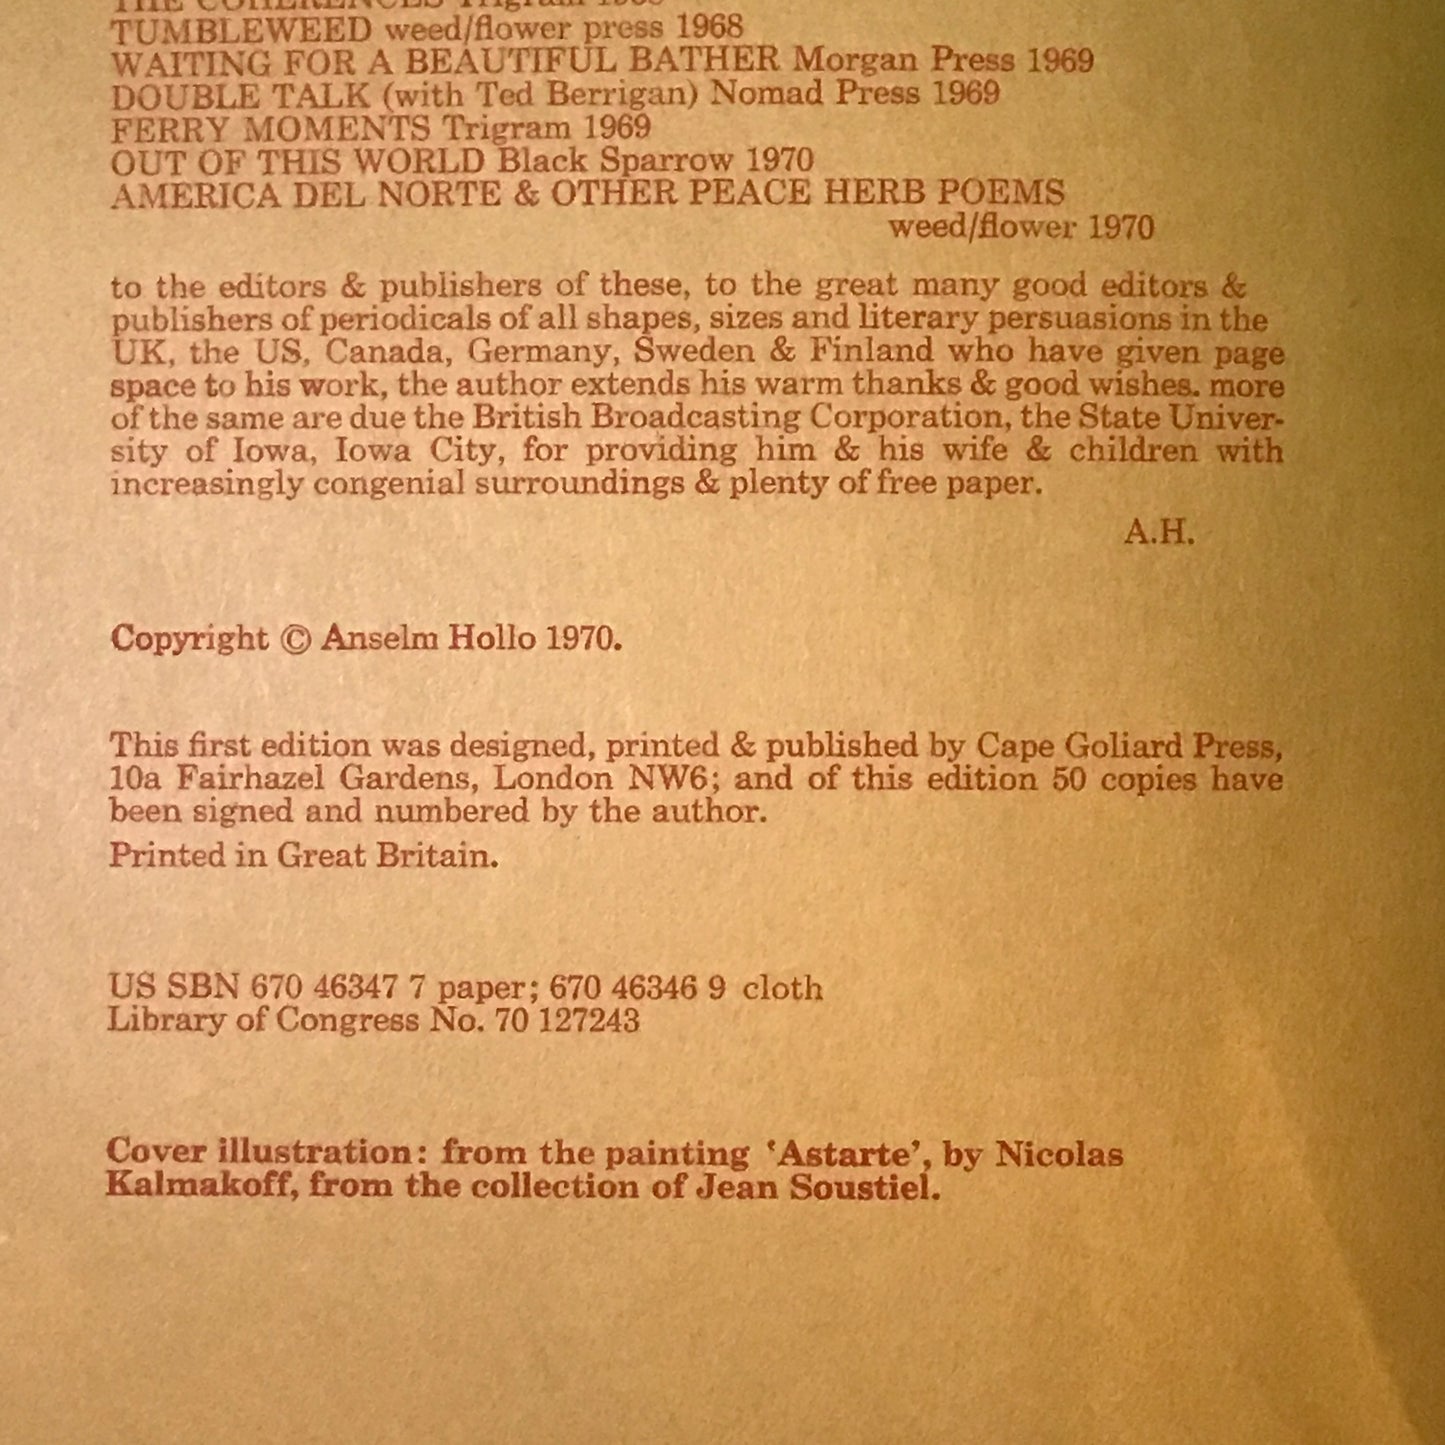 THE COHERENCES Trigram 1968
TUMBLEWEED weed/flower press 1968
WAITING FOR A BEAUTIFUL BATHER Morgan Press 1969
DOUBLE TALK (with Ted Berrigan) Nomad Press 1969
FERRY MOMENTS Trigram 1969
OUT OF THIS WORLD Black Sparrow 1970
AMERICA DEL NORTE & OTHER PEACE HERB POEMS
weed/flower 1970
to the editors & publishers of these, to the great many good editors &
publishers of periodicals of all shapes, sizes and literary persuasions in the
UK, the US, Canada, Germany, Sweden & Finland who have given page
space to his work, the author extends his warm thanks & good wishes. more
of the same are due the British Broadcasting Corporation, the State Univer-
sity of Iowa, Iowa City, for providing him & his wife & children with
increasingly congenial surroundings & plenty of free paper.
A.H.
Copyright © Anselm Hollo 1970.
This first edition was designed, printed & published by Cape Goliard Press,
10a Fairhazel Gardens, London NW6; and of this edition 50 copies have
been signed and numbered by the author.
Printed in Great Britain.
US SBN 670 46347 7 paper; 670 46346 9 cloth
Library of Congress No. 70 127243
Cover illustration: from the painting ‘Astarte’, by Nicolas
Kalmakoff, from the collection of Jean Soustiel.